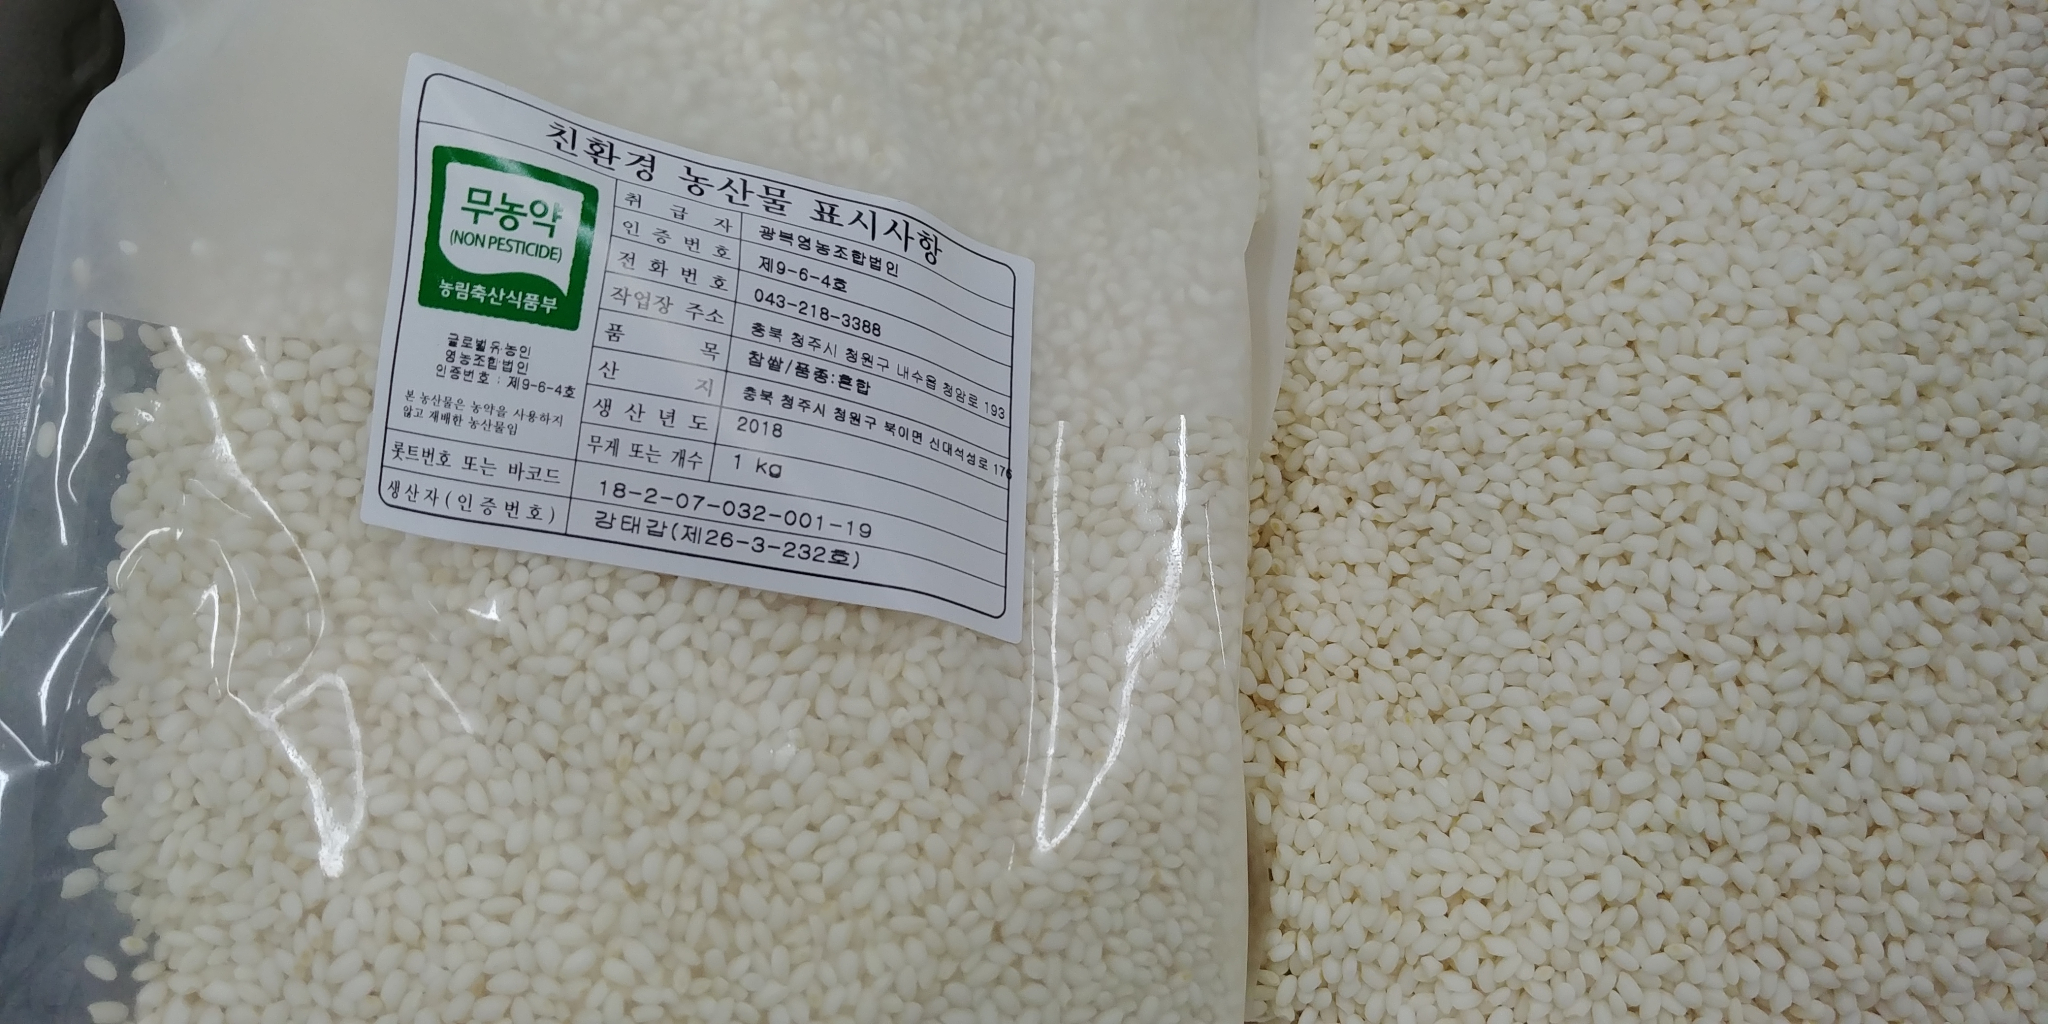 친환경 농산물 표시사항
무농약
(NON PESTICIDE)
농림축산식품부
글로벌유농인
영농조합법인
인증번호 : 제9-6-4호
본 농산물은 농약을 사용하지
않고 재배한 농산물임
취 급 자 광복영농조합법인
인 증 번 호 제9-6-4호
전 화 번 호 043-218-3388
작업장 주소 충북 청주시 청원구 내수읍 청암로 193
품 목 찹쌀/품종:혼합
산 지 충북 청주시 청원구 북이면 신대석성로 176
생 산 년 도 2018
무게 또는 개수 1 kg
롯트번호 또는 바코드 18-2-07-032-001-19
생산자(인증번호) 강태갑(제26-3-232호)